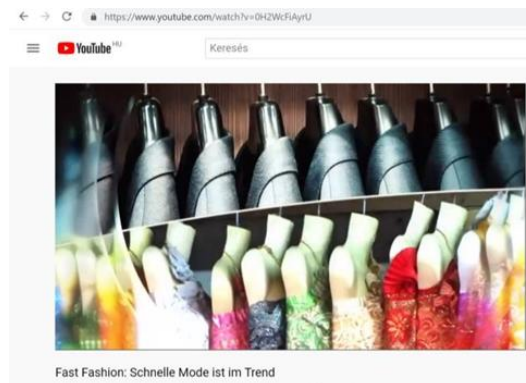 https://www.youtube.com/watch?v=0H2WcFiAyrU
YouTube HU
Keresés
Fast Fashion: Schnelle Mode ist im Trend